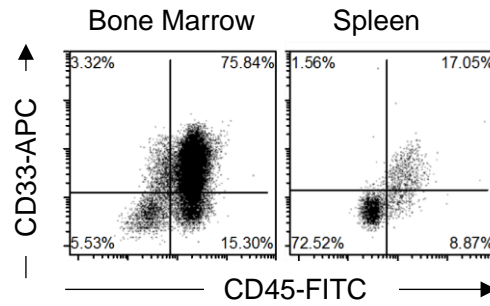 Bone Marrow Spleen
3.32% 75.84% 1.56% 17.05%
CD33-APC
5.53% 15.30% 72.52% 8.87%
CD45-FITC